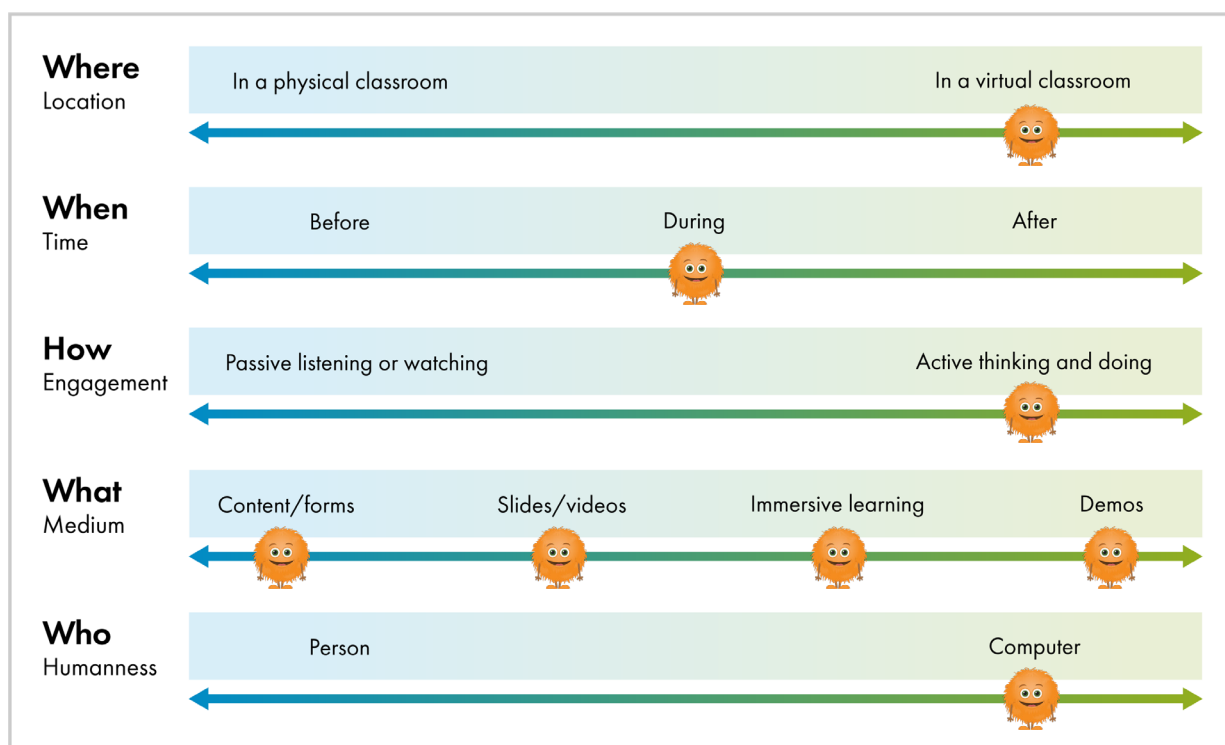 Where
Location
In a physical classroom
In a virtual classroom
When
Time
Before
During
After
How
Engagement
Passive listening or watching
Active thinking and doing
What
Medium
Content/forms
Slides/videos
Immersive learning
Demos
Who
Humanness
Person
Computer